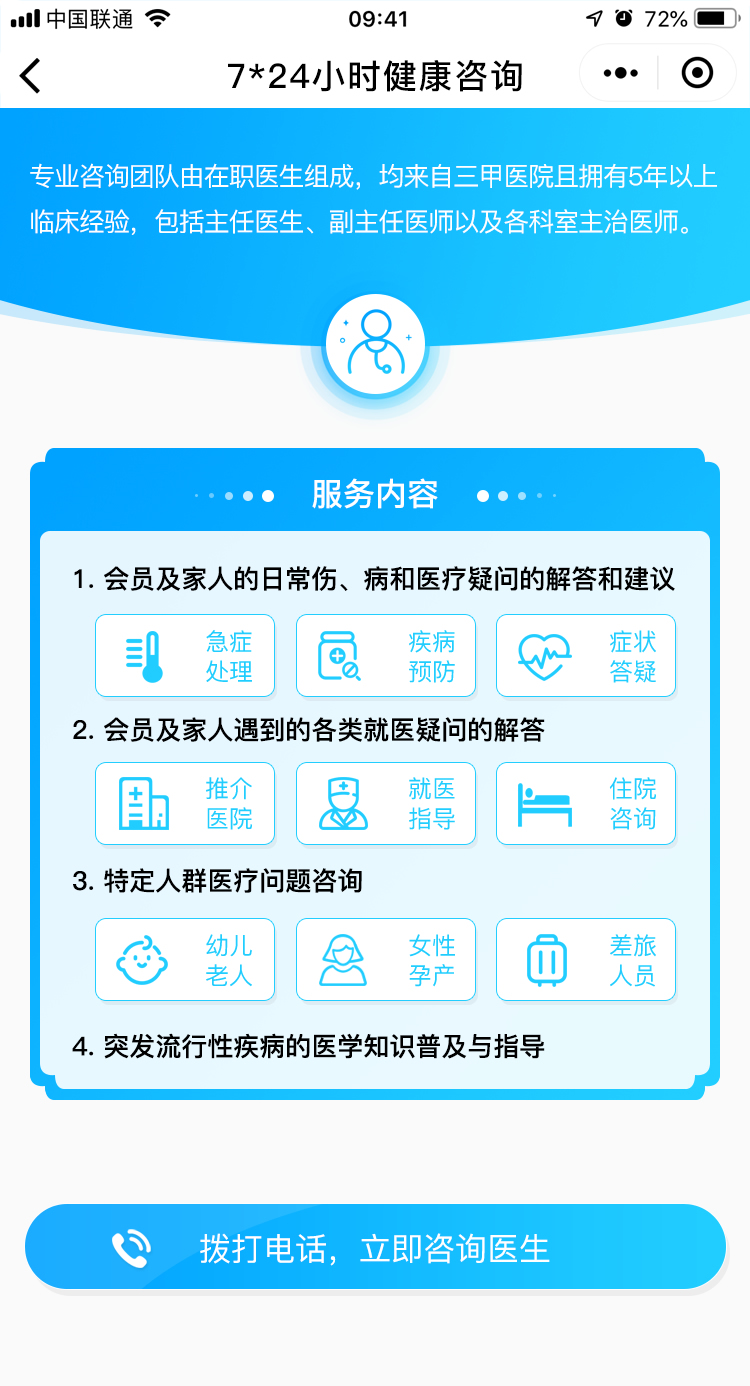 中国联通 09:41 72%
7*24小时健康咨询
专业咨询团队由在职医生组成，均来自三甲医院且拥有5年以上
临床经验，包括主任医生、副主任医师以及各科室主治医师。
服务内容
1. 会员及家人的日常伤、病和医疗疑问的解答和建议
急症
处理
疾病
预防
症状
答疑
2. 会员及家人遇到的各类就医疑问的解答
推介
医院
就医
指导
住院
咨询
3. 特定人群医疗问题咨询
幼儿
老人
女性
孕产
差旅
人员
4. 突发流行性疾病的医学知识普及与指导
拨打电话，立即咨询医生